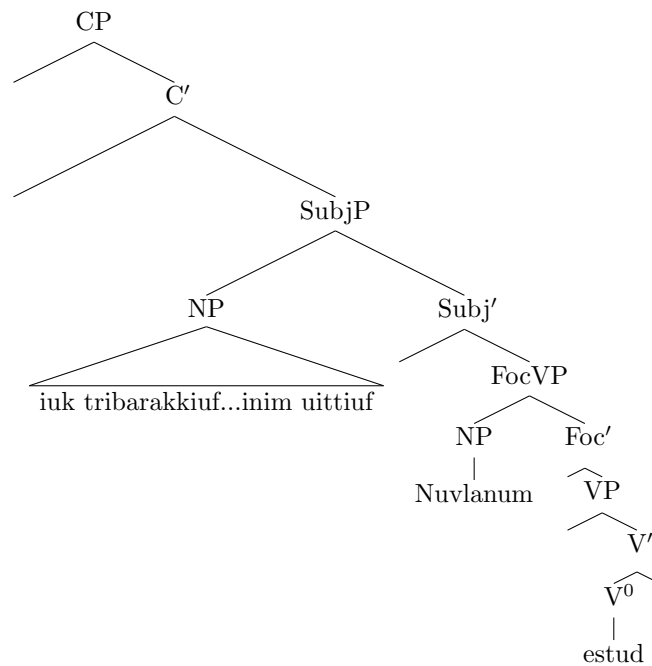 CP
C′
SubjP
NP Subj′
iuk tribarakkiuf...inim uittiuf FocVP
NP Foc′
Nuvlanum VP
V′
V⁰
estud